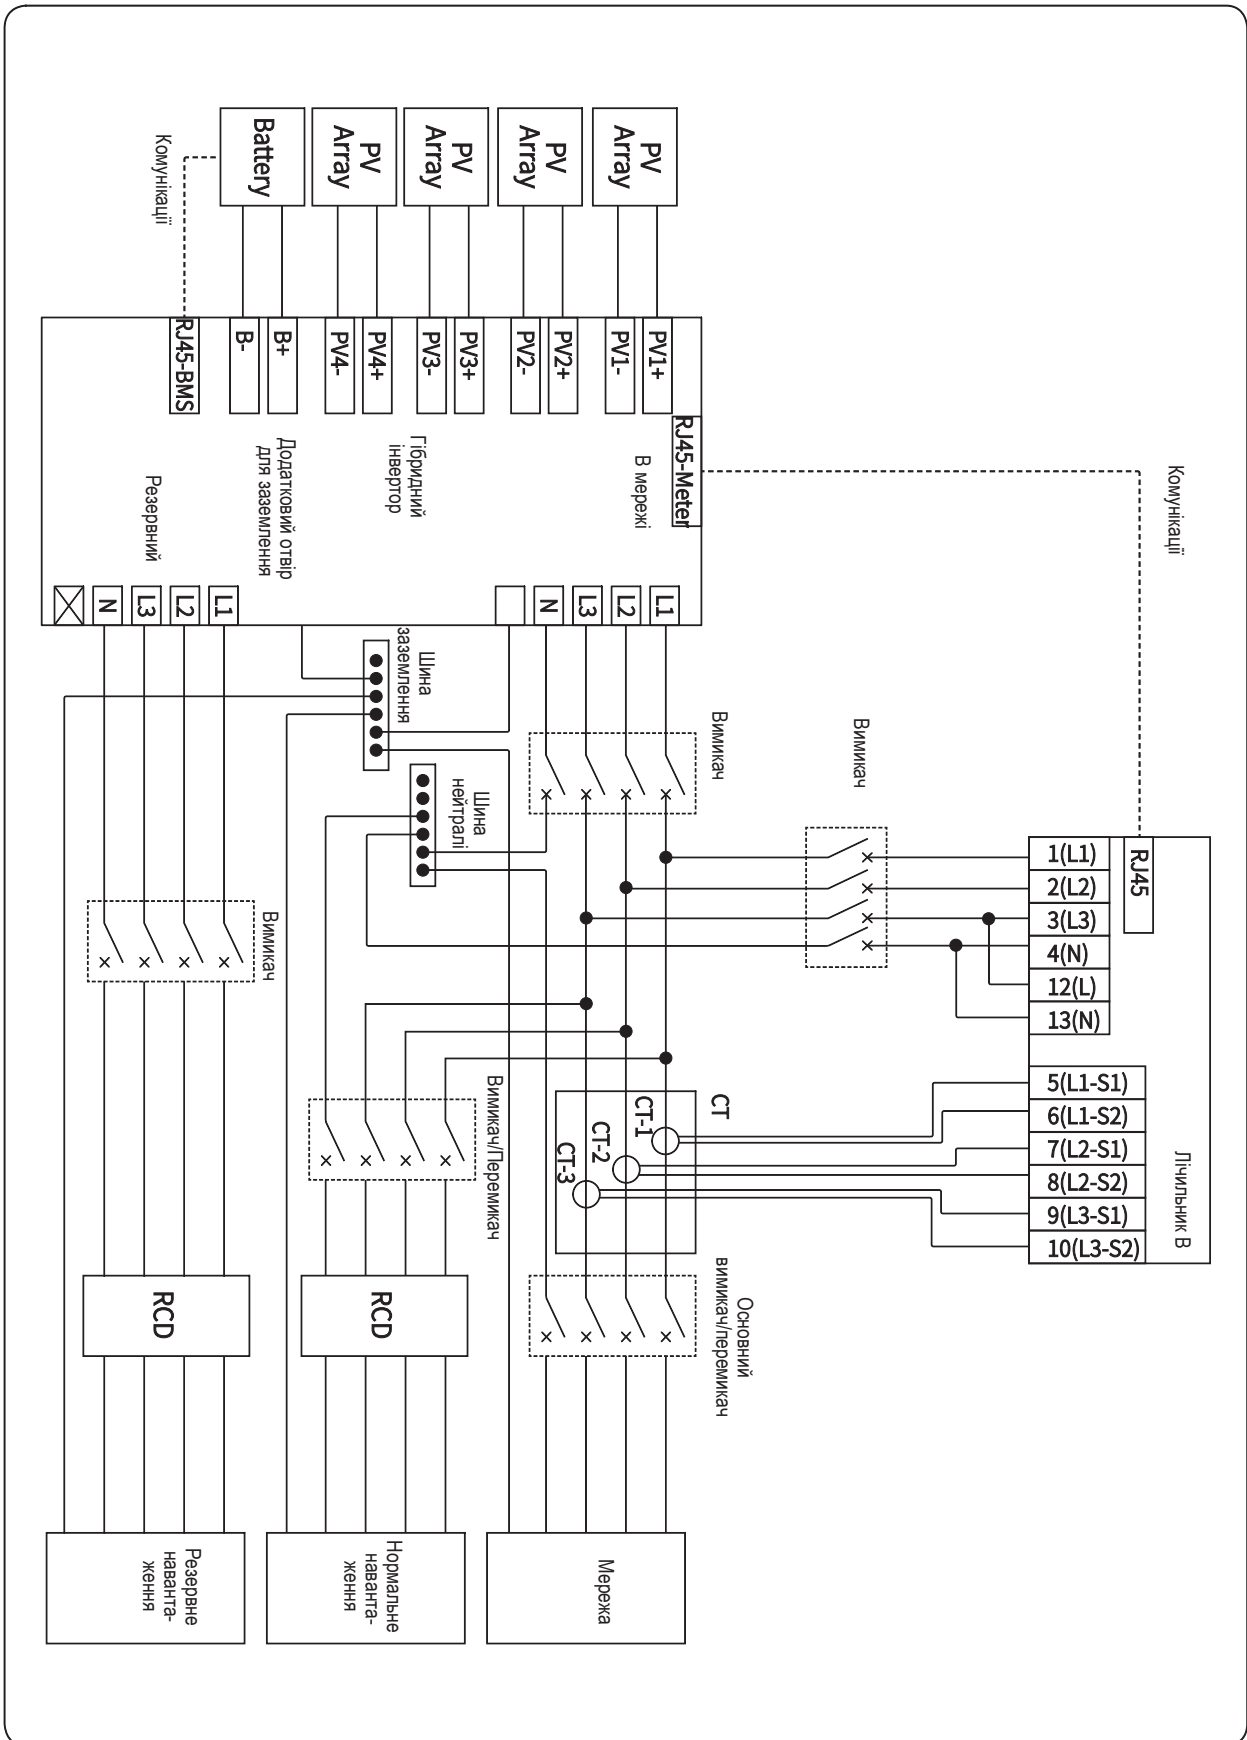 Комунікації
Battery
PV
Array
PV
Array
PV
Array
PV
Array
RJ45-BMS
B-
B+
PV4-
PV4+
PV3-
PV3+
PV2-
PV2+
PV1-
PV1+
RJ45-Meter
Комунікації
В мережі
Гібридний
інвертор
Додатковий отвір
для заземлення
Резервний
N
L3
L2
L1
N
L3
L2
L1
Шина
заземлення
Шина
нейтралі
Вимикач
Вимикач
Вимикач
Вимикач/Перемикач
RJ45
1(L1)
2(L2)
3(L3)
4(N)
12(L)
13(N)
5(L1-S1)
6(L1-S2)
7(L2-S1)
8(L2-S2)
9(L3-S1)
10(L3-S2)
Лічильник В
CT
CT-1
CT-2
CT-3
Основний
вимикач/перемикач
RCD
RCD
Резервне
наванта-
ження
Нормальне
наванта-
ження
Мережа